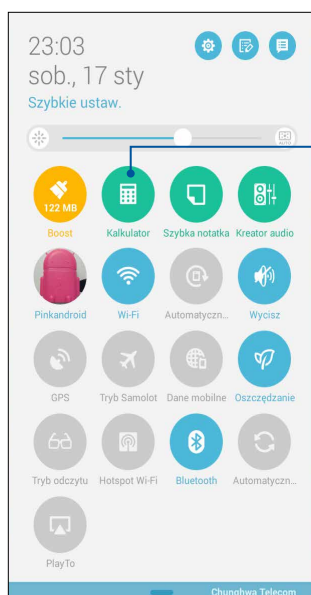 23:03
sob., 17 sty
Szybkie ustaw.
AUTO
122 MB
Boost Kalkulator Szybka notatka Kreator audio
Pinkandroid Wi-Fi Automatyczn... Wycisz
GPS Tryb Samolot Dane mobilne Oszczędzanie
Tryb odczytu Hotspot Wi-Fi Bluetooth Automatyczn...
PlayTo
Chunghwa Telecom